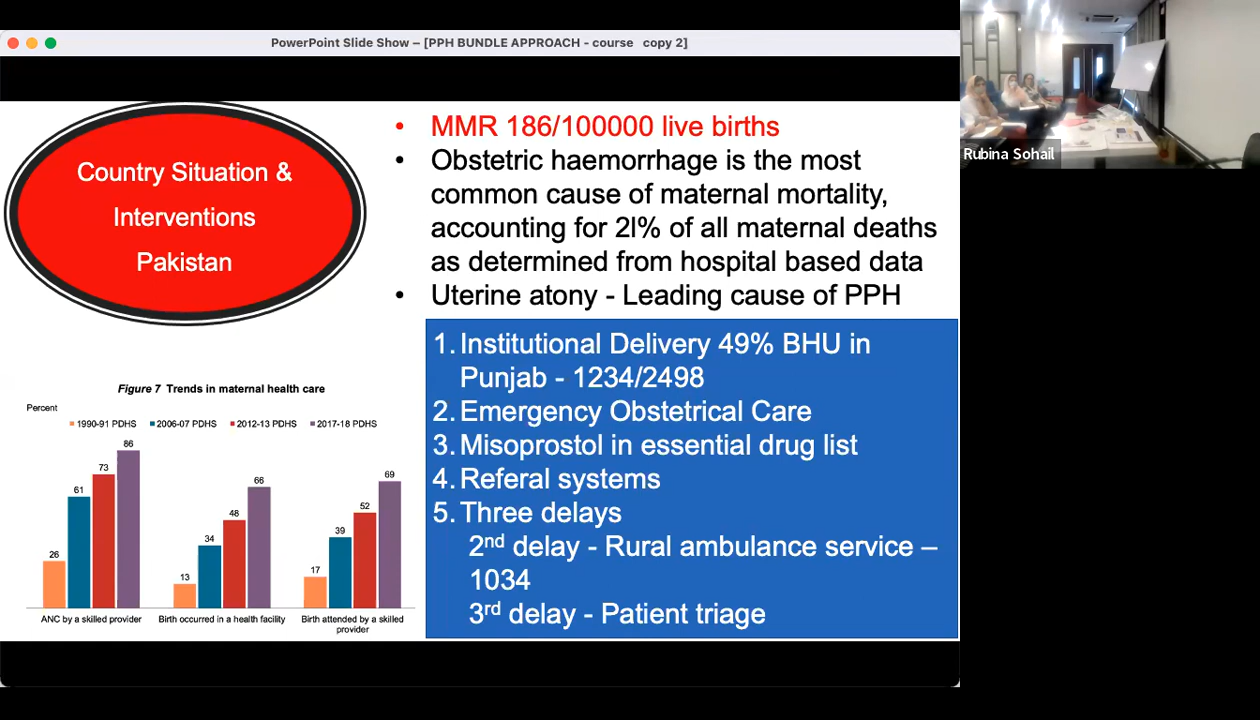 PowerPoint Slide Show – [PPH BUNDLE APPROACH - course copy 2]
Country Situation &
Interventions
Pakistan
• MMR 186/100000 live births
• Obstetric haemorrhage is the most
common cause of maternal mortality,
accounting for 2l% of all maternal deaths
as determined from hospital based data
• Uterine atony - Leading cause of PPH
1. Institutional Delivery 49% BHU in
Punjab - 1234/2498
2. Emergency Obstetrical Care
3. Misoprostol in essential drug list
4. Referal systems
5. Three delays
2nd delay - Rural ambulance service –
1034
3rd delay - Patient triage
Figure 7 Trends in maternal health care
Percent
1990-91 PDHS 2006-07 PDHS 2012-13 PDHS 2017-18 PDHS
26 61 73 86
13 34 48 66
17 39 52 69
ANC by a skilled provider
Birth occurred in a health facility
Birth attended by a skilled
provider
Rubina Sohail